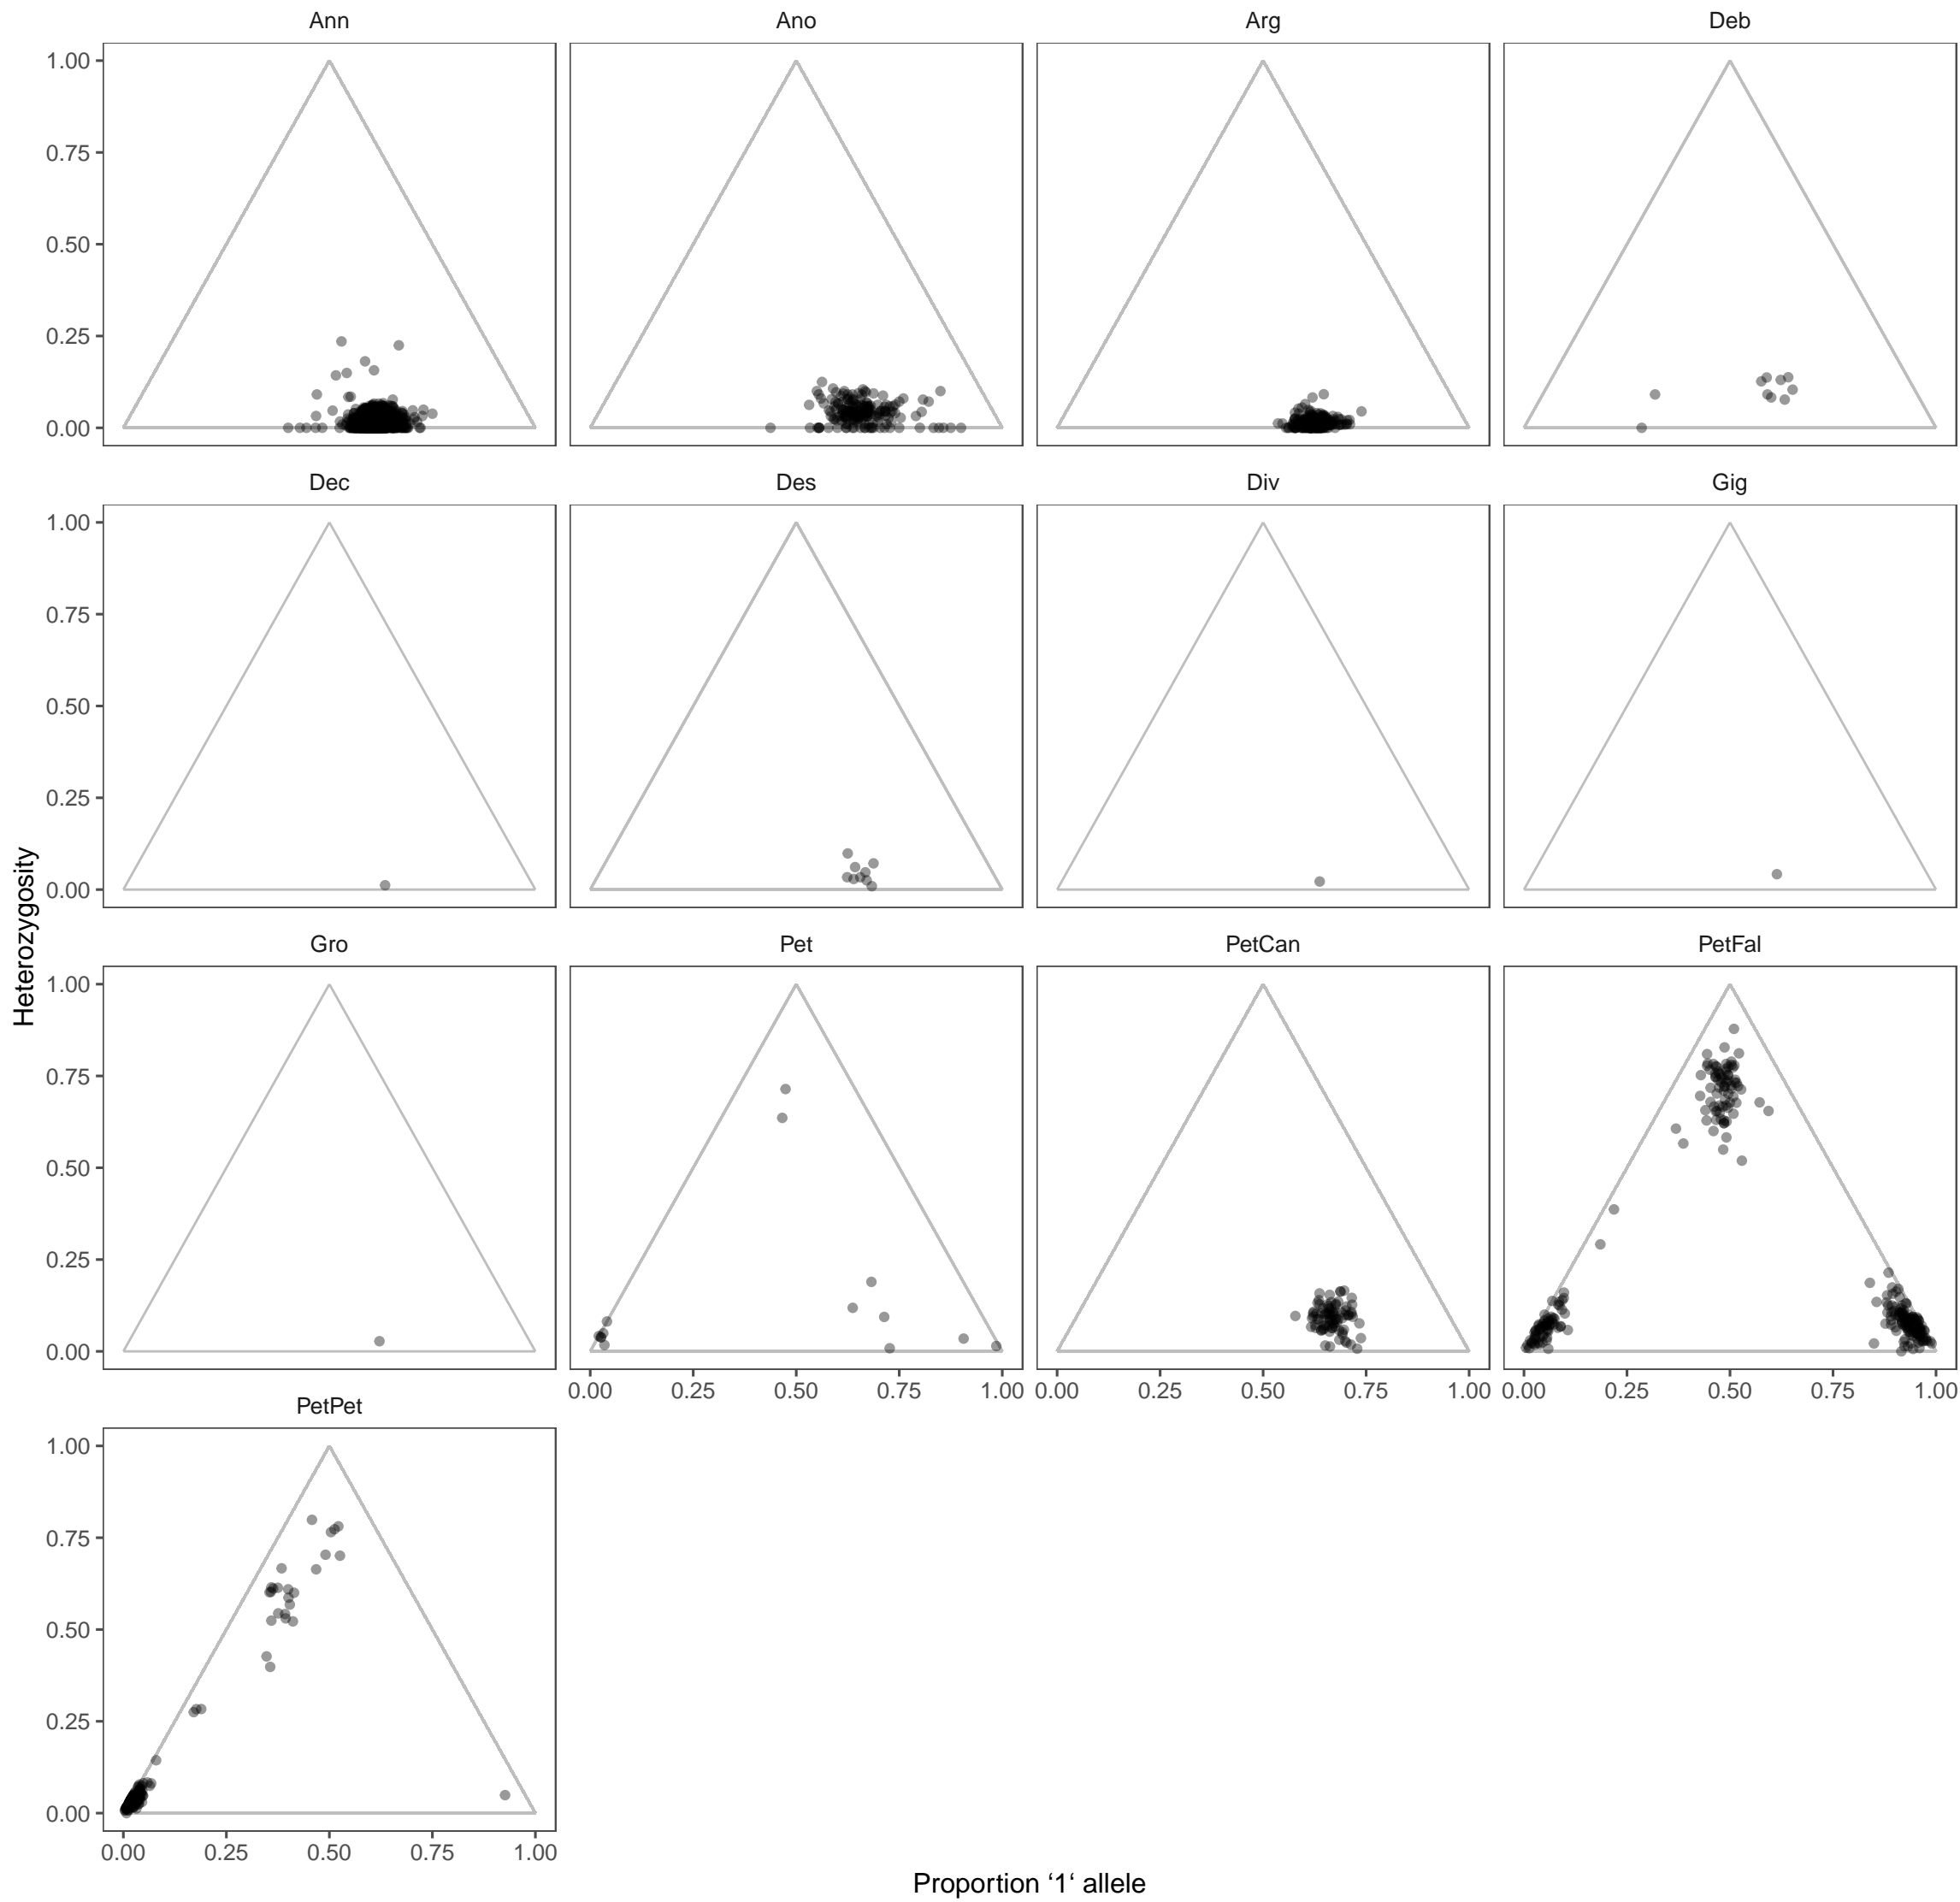 Ann Ano Arg Deb
1.00
0.75
0.50
0.25
0.00
Dec Des Div Gig
1.00
0.75
0.50
0.25
0.00
Gro Pet PetCan PetFal
1.00
0.75
0.50
0.25
0.00
0.00 0.25 0.50 0.75 1.00 0.00 0.25 0.50 0.75 1.00 0.00 0.25 0.50 0.75 1.00
PetPet
1.00
0.75
0.50
0.25
0.00
0.00 0.25 0.50 0.75 1.00
Heterozygosity
Proportion ‘1‘ allele